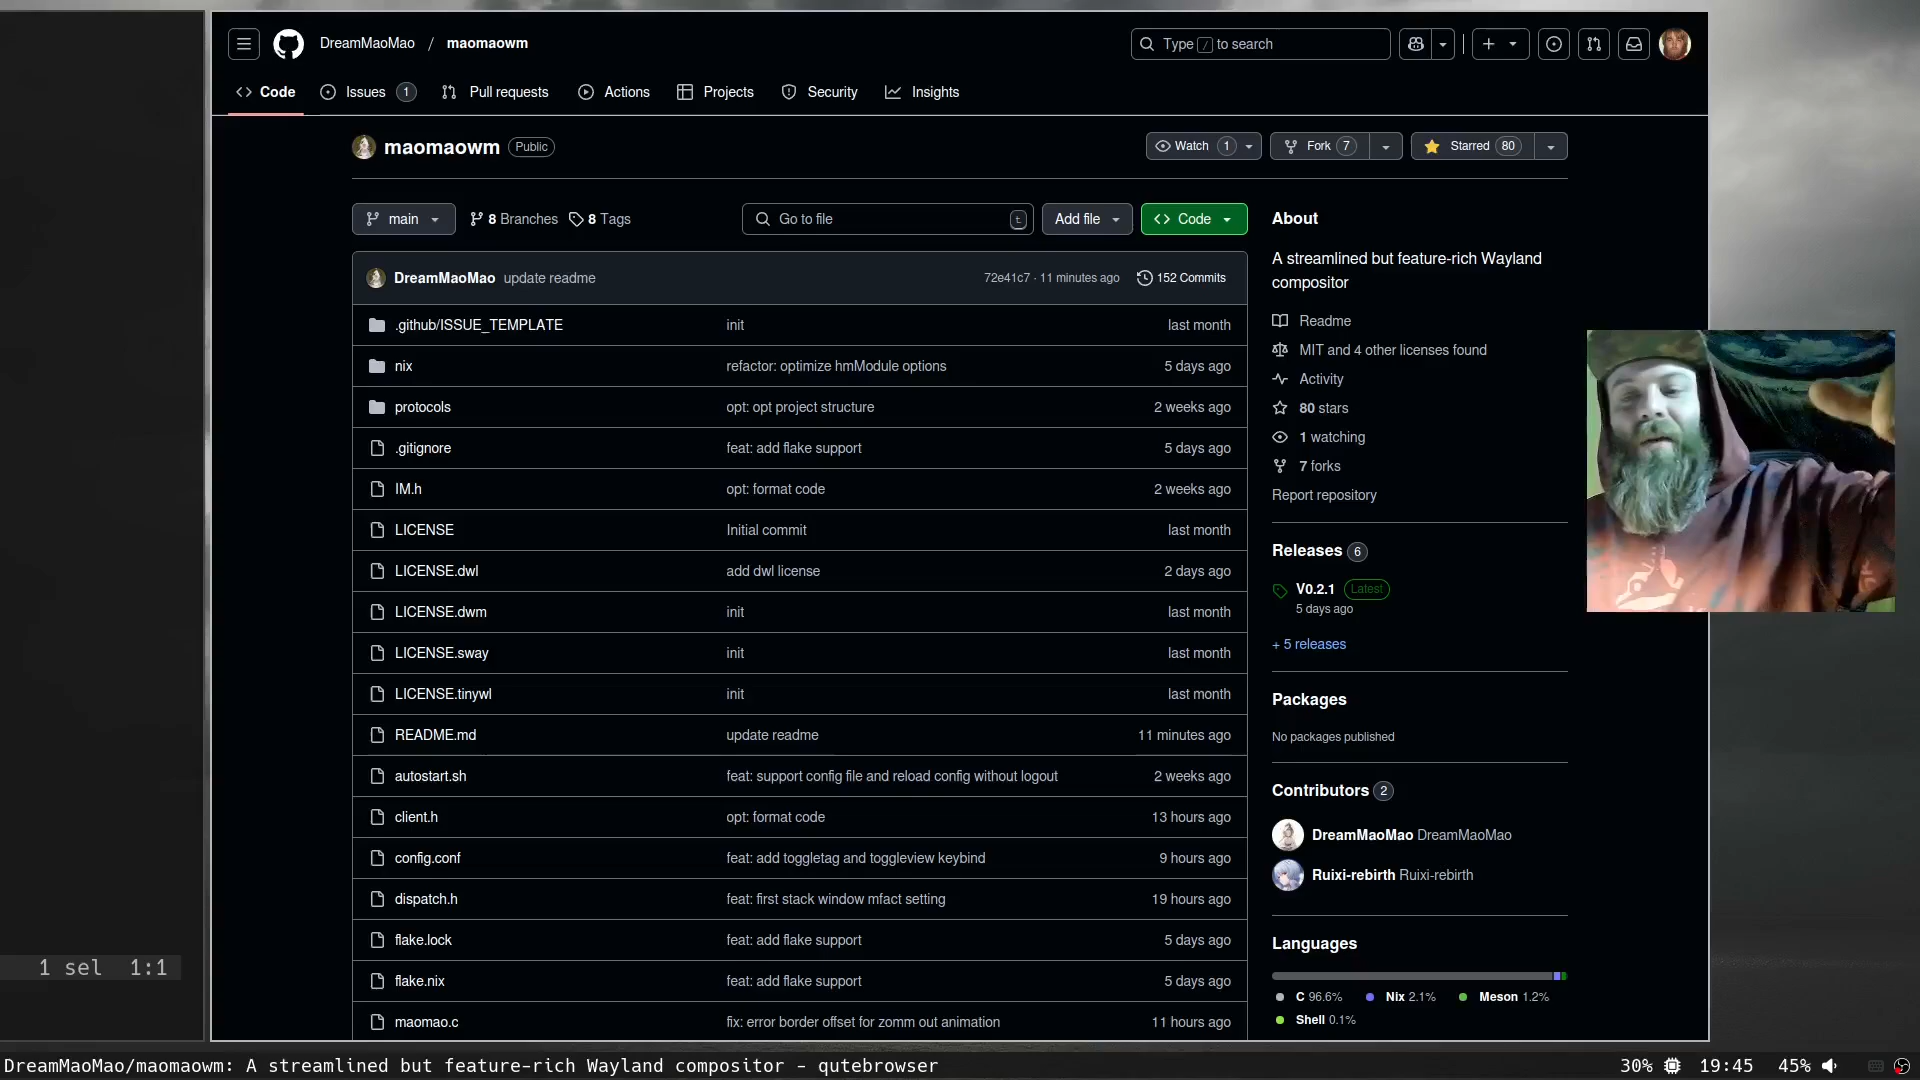 DreamMaoMao / maomaowm
Type / to search
Code
Issues 1
Pull requests
Actions
Projects
Security
Insights
maomaowm Public
Watch 1
Fork 7
Starred 80
main
8 Branches
8 Tags
Go to file t
Add file
Code
DreamMaoMao update readme 72e41c7 · 11 minutes ago 152 Commits
.github/ISSUE_TEMPLATE init last month
nix refactor: optimize hmModule options 5 days ago
protocols opt: opt project structure 2 weeks ago
.gitignore feat: add flake support 5 days ago
IM.h opt: format code 2 weeks ago
LICENSE Initial commit last month
LICENSE.dwl add dwl license 2 days ago
LICENSE.dwm init last month
LICENSE.sway init last month
LICENSE.tinywl init last month
README.md update readme 11 minutes ago
autostart.sh feat: support config file and reload config without logout 2 weeks ago
client.h opt: format code 13 hours ago
config.conf feat: add toggletag and toggleview keybind 9 hours ago
dispatch.h feat: first stack window mfact setting 19 hours ago
flake.lock feat: add flake support 5 days ago
flake.nix feat: add flake support 5 days ago
maomao.c fix: error border offset for zomm out animation 11 hours ago
About
A streamlined but feature-rich Wayland
compositor
Readme
MIT and 4 other licenses found
Activity
80 stars
1 watching
7 forks
Report repository
Releases 6
V0.2.1 Latest
5 days ago
+ 5 releases
Packages
No packages published
Contributors 2
DreamMaoMao DreamMaoMao
Ruixi-rebirth Ruixi-rebirth
Languages
C 96.6% Nix 2.1% Meson 1.2%
Shell 0.1%
1 sel 1:1
DreamMaoMao/maomaowm: A streamlined but feature-rich Wayland compositor - qutebrowser
30% 19:45 45%